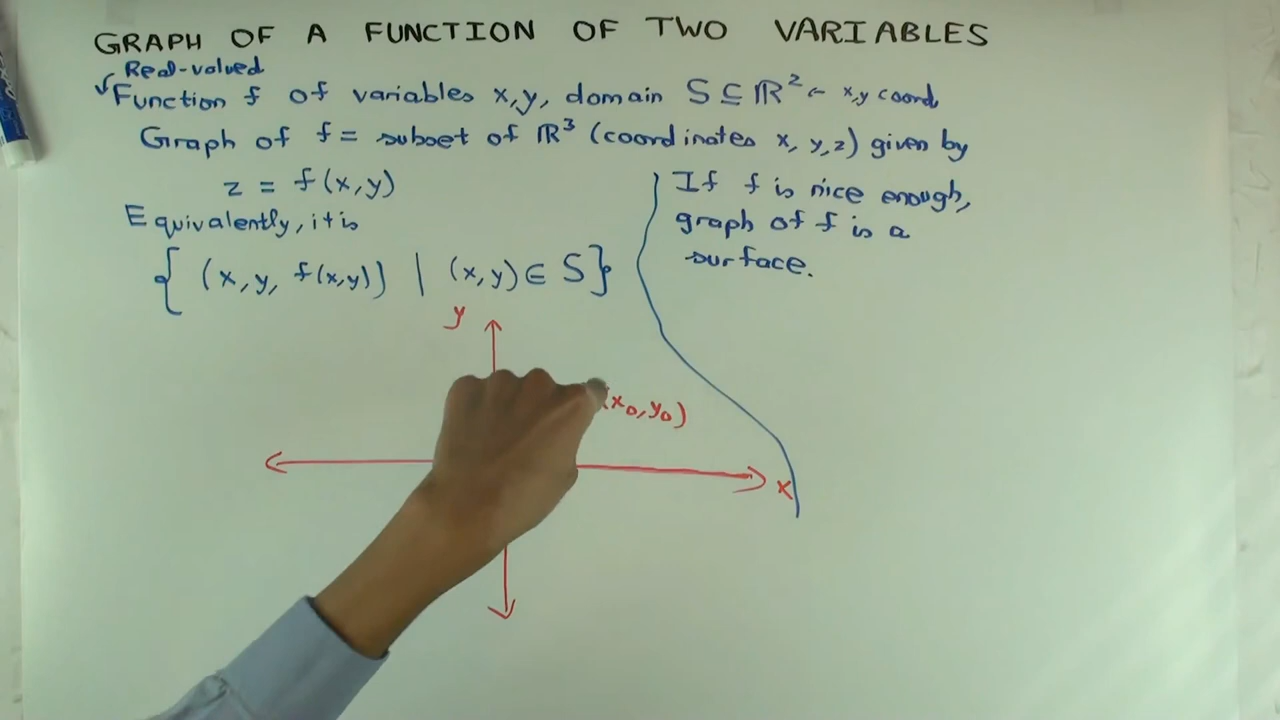 GRAPH OF A FUNCTION OF TWO VARIABLES
Real-valued
Function f of variables x, y, domain S ⊆ ℝ² ← x,y coord
Graph of f = subset of ℝ³ (coordinates x, y, z) given by
z = f(x,y)
Equivalently, it is
{ (x, y, f(x,y)) | (x,y) ∈ S }
If f is nice enough,
graph of f is a
surface.
y
(x₀, y₀)
x